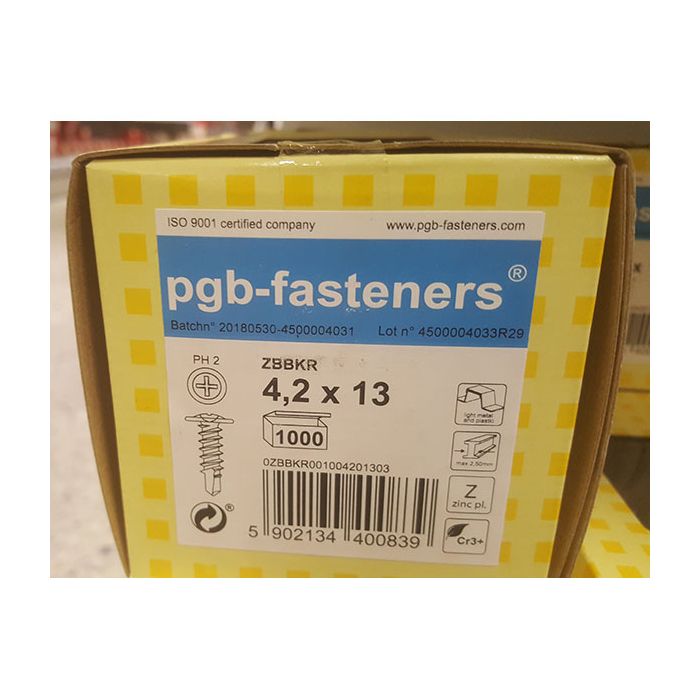 ISO 9001 certified company www.pgb-fasteners.com
pgb-fasteners®
Batchn° 20180530-4500004031 Lot n° 4500004033R29
PH 2
ZBBKR
4,2 x 13
1000
light metal
and plastic
max 2,50mm
0ZBBKR001004201303
Z
zinc pl.
5 902134 400839
Cr3+